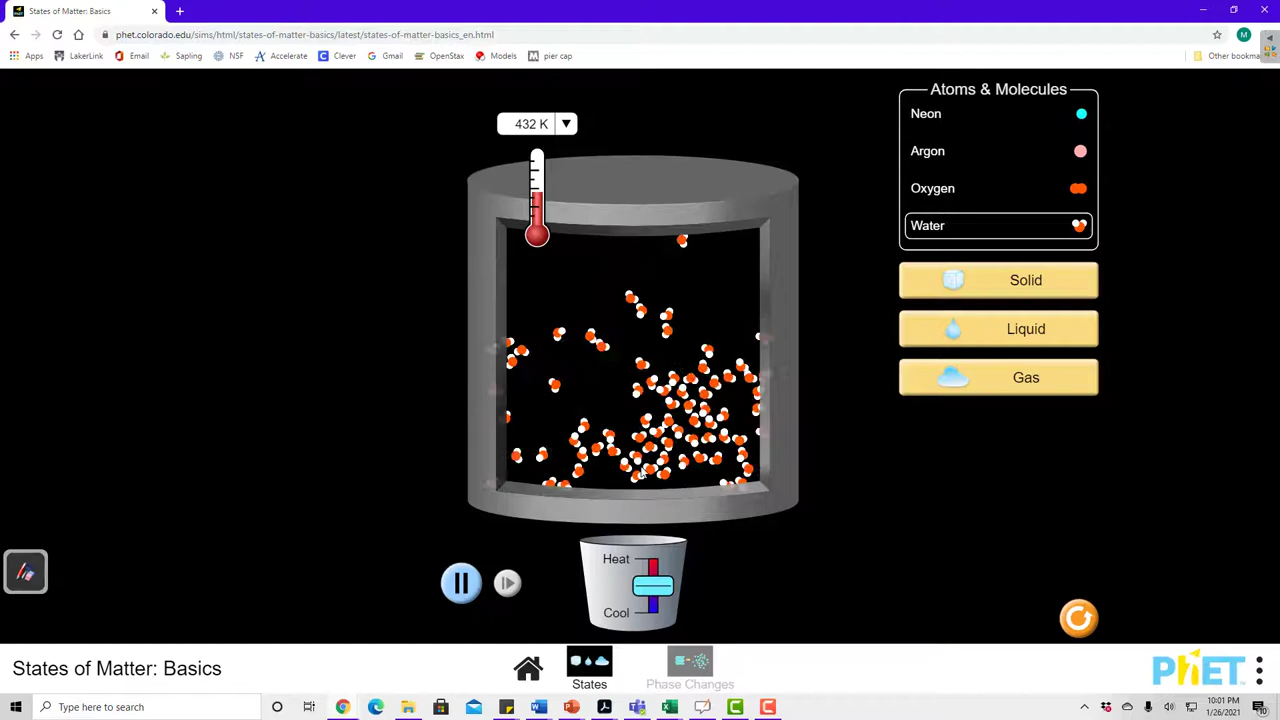 States of Matter: Basics
phet.colorado.edu/sims/html/states-of-matter-basics/latest/states-of-matter-basics_en.html
M
Apps LakerLink Email Sapling NSF Accelerate Clever Gmail OpenStax Models pier cap Other bookma
432 K
Atoms & Molecules
Neon
Argon
Oxygen
Water
Solid
Liquid
Gas
Heat
Cool
States of Matter: Basics
States
Phase Changes
PhET
Type here to search
10:01 PM
1/26/2021